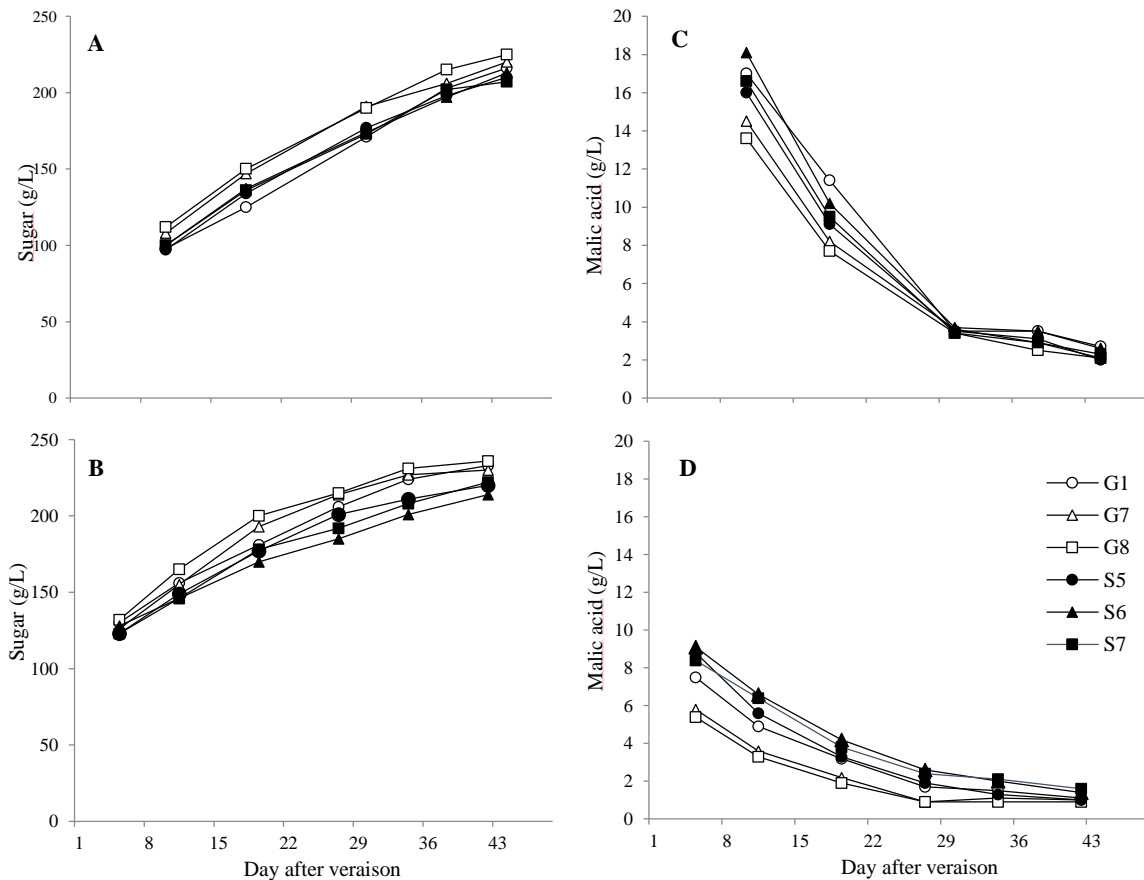 A
Sugar (g/L)
250
200
150
100
50
0
C
Malic acid (g/L)
20
18
16
14
12
10
8
6
4
2
0
B
Sugar (g/L)
250
200
150
100
50
0
1 8 15 22 29 36 43
Day after veraison
D
Malic acid (g/L)
20
18
16
14
12
10
8
6
4
2
0
1 8 15 22 29 36 43
Day after veraison
G1
G7
G8
S5
S6
S7